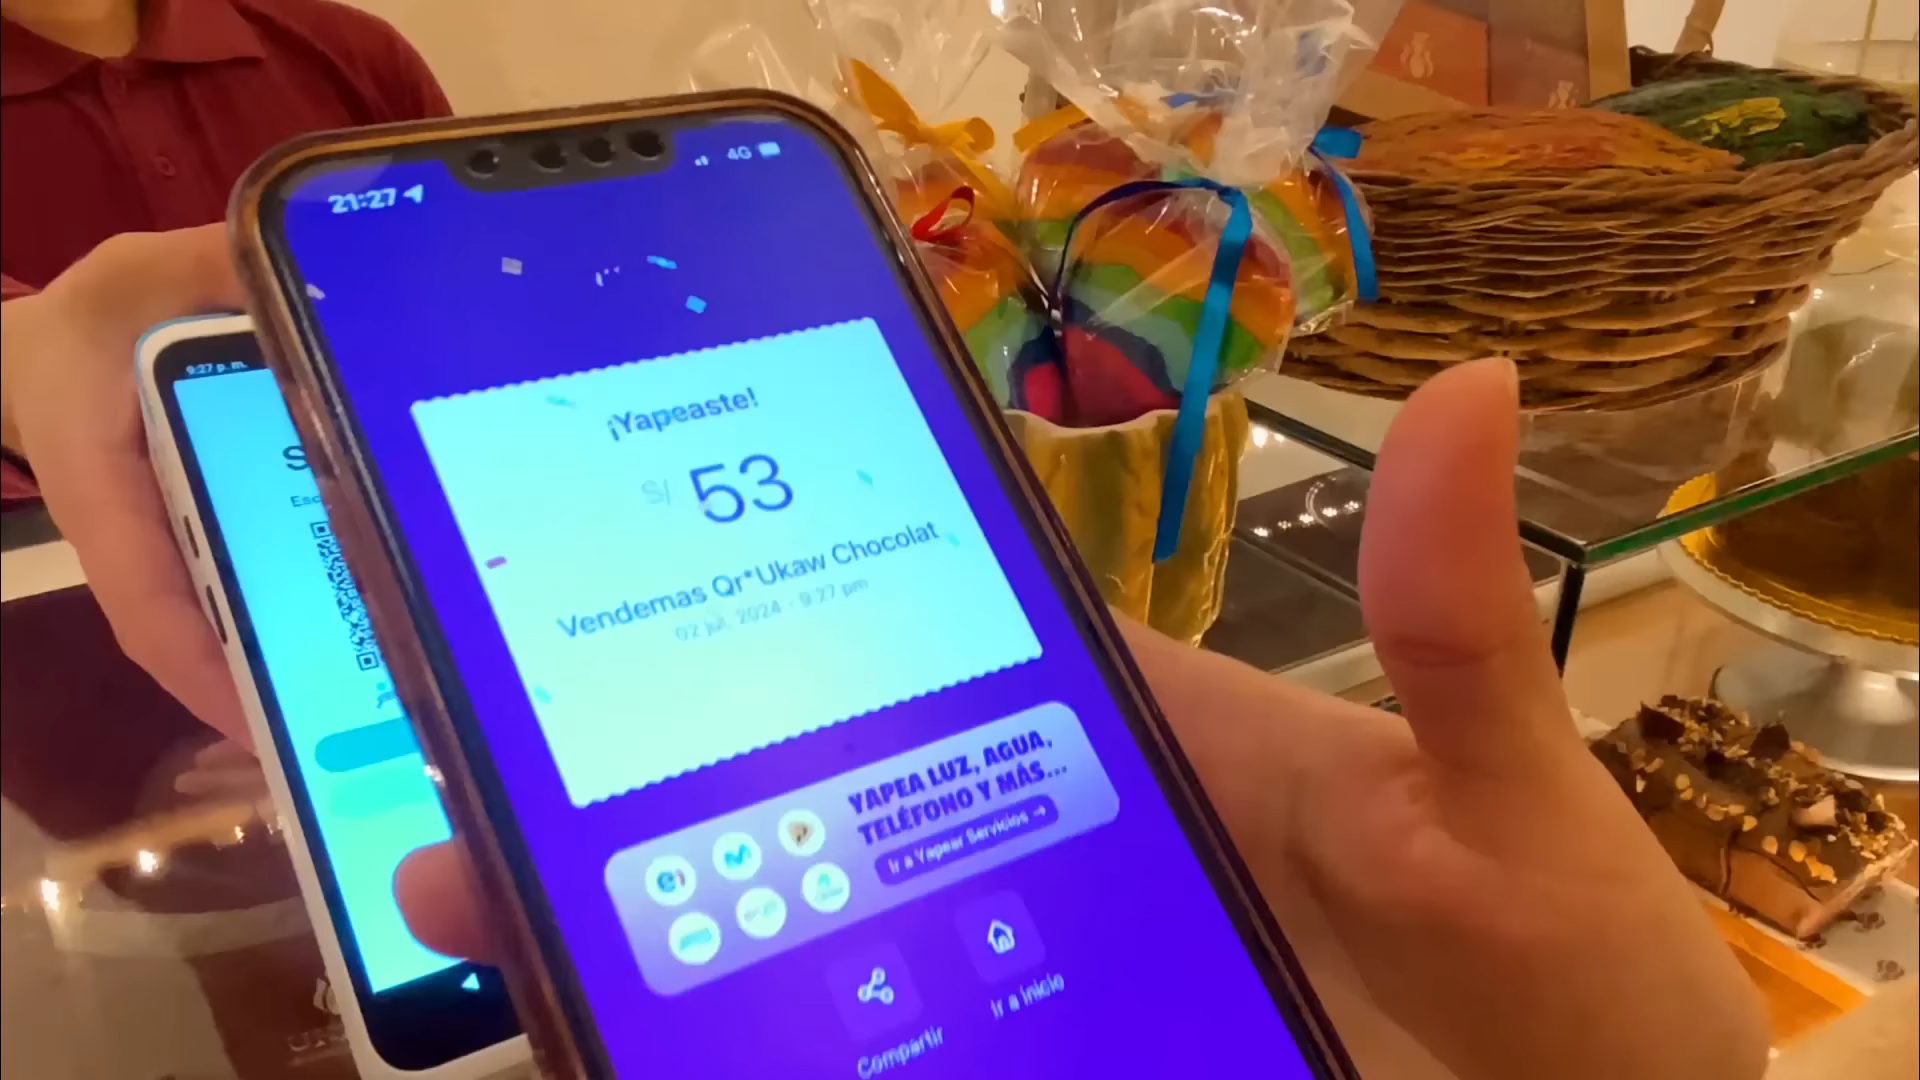 21:27
4G
9:27 p. m.
¡Yapeaste!
S/ 53
Vendemas Qr*Ukaw Chocolat
02 jul. 2024 - 9:27 pm
YAPEA LUZ, AGUA,
TELÉFONO Y MÁS...
Ir a Yapear Servicios →
Compartir
Ir a inicio